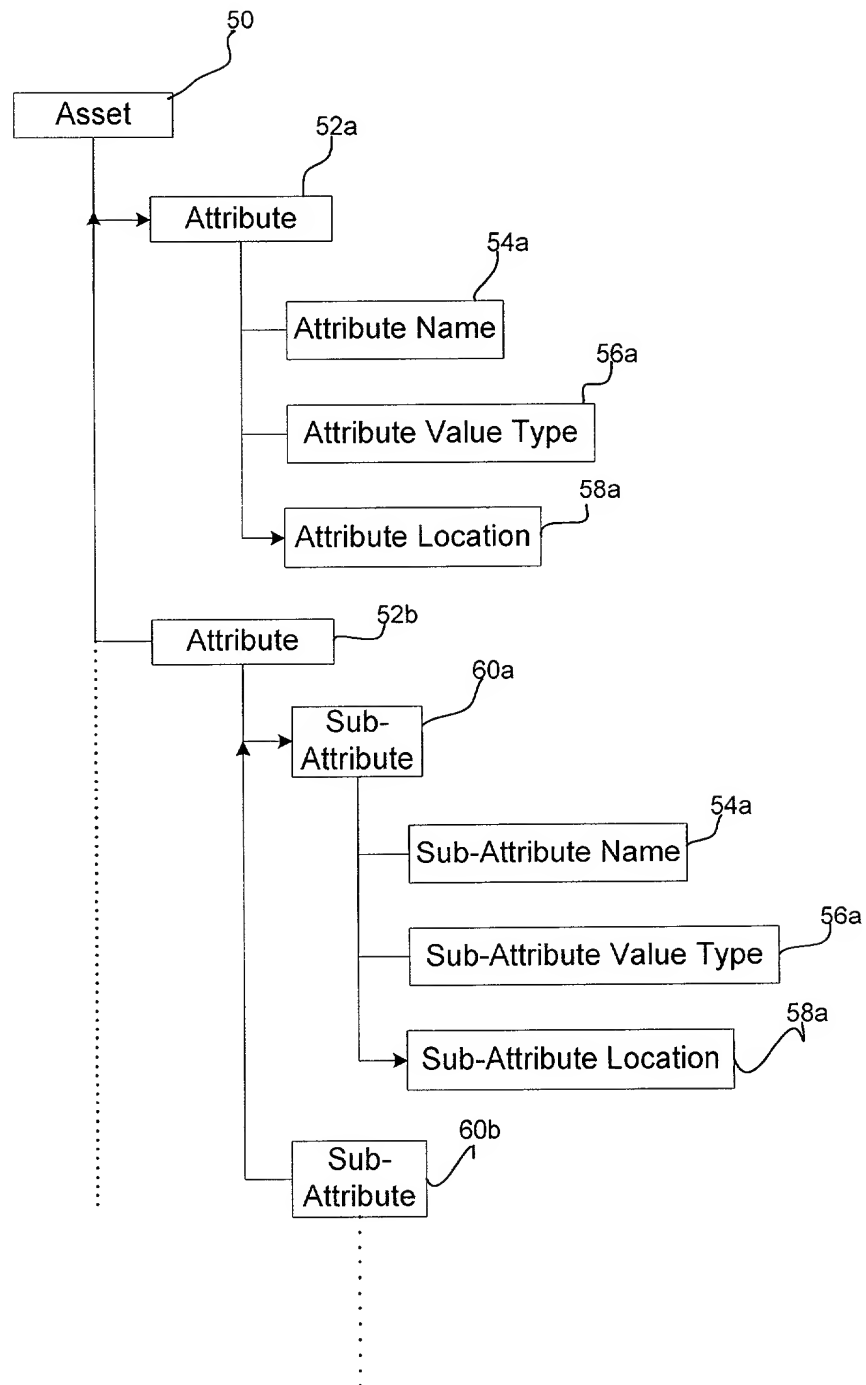 50
Asset
52a
Attribute
54a
Attribute Name
56a
Attribute Value Type
58a
Attribute Location
52b
Attribute
60a
Sub-
Attribute
54a
Sub-Attribute Name
56a
Sub-Attribute Value Type
58a
Sub-Attribute Location
60b
Sub-
Attribute